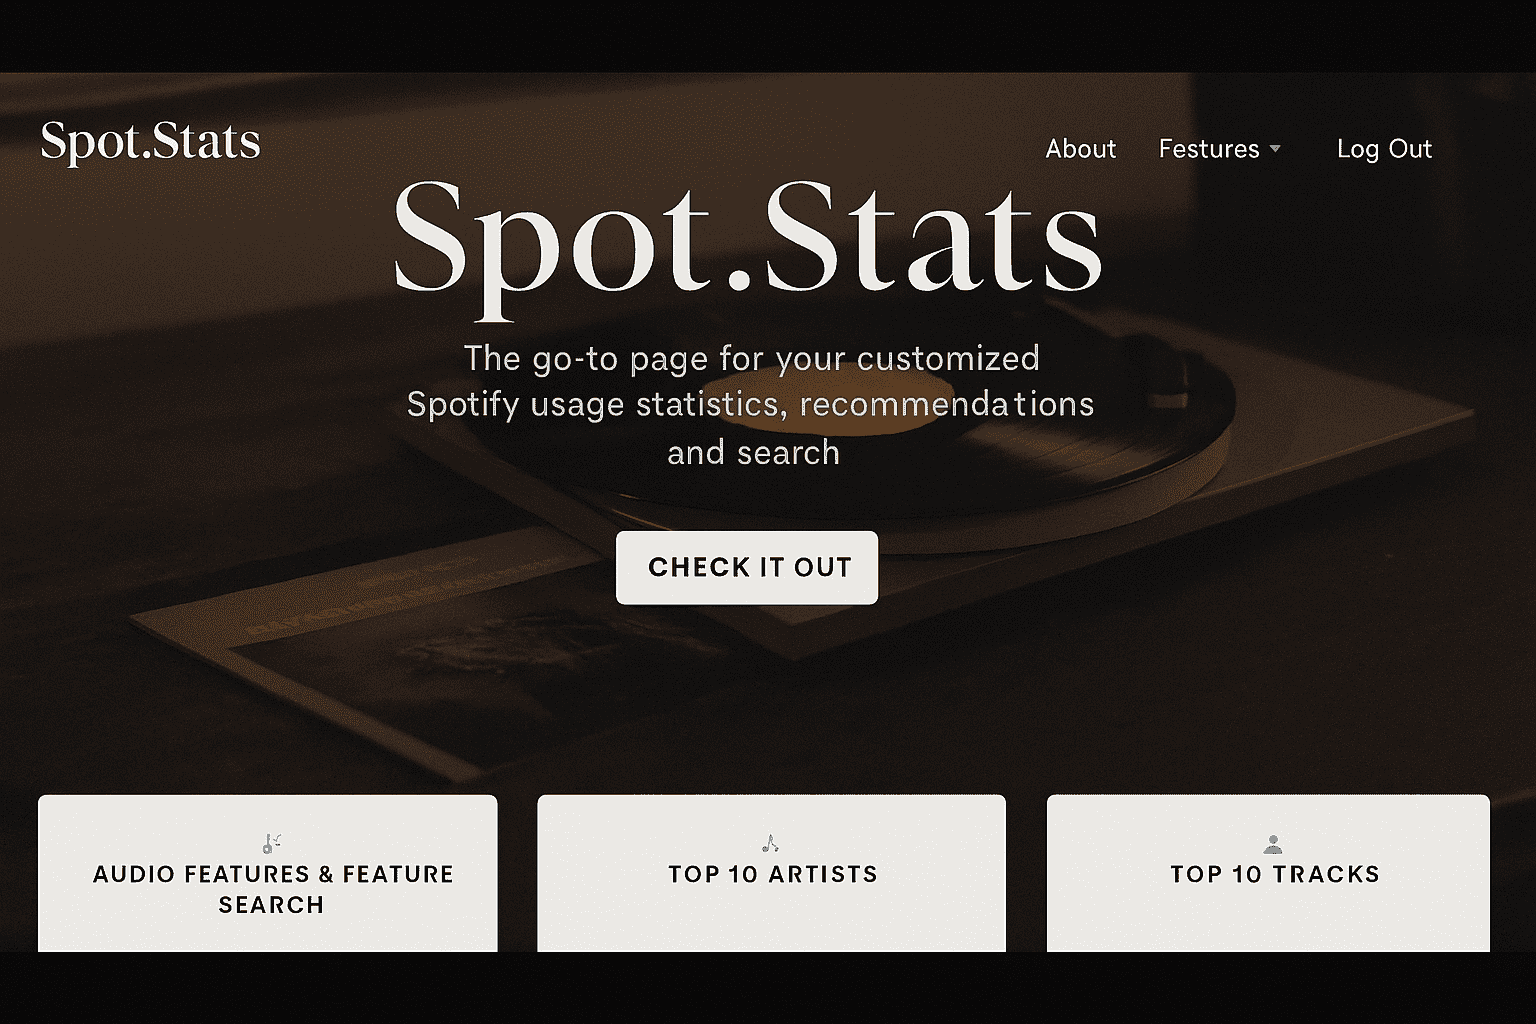 Spot.Stats
About
Festures
Log Out
Spot.Stats
The go-to page for your customized
Spotify usage statistics, recommendations
and search
CHECK IT OUT
AUDIO FEATURES & FEATURE
SEARCH
TOP 10 ARTISTS
TOP 10 TRACKS